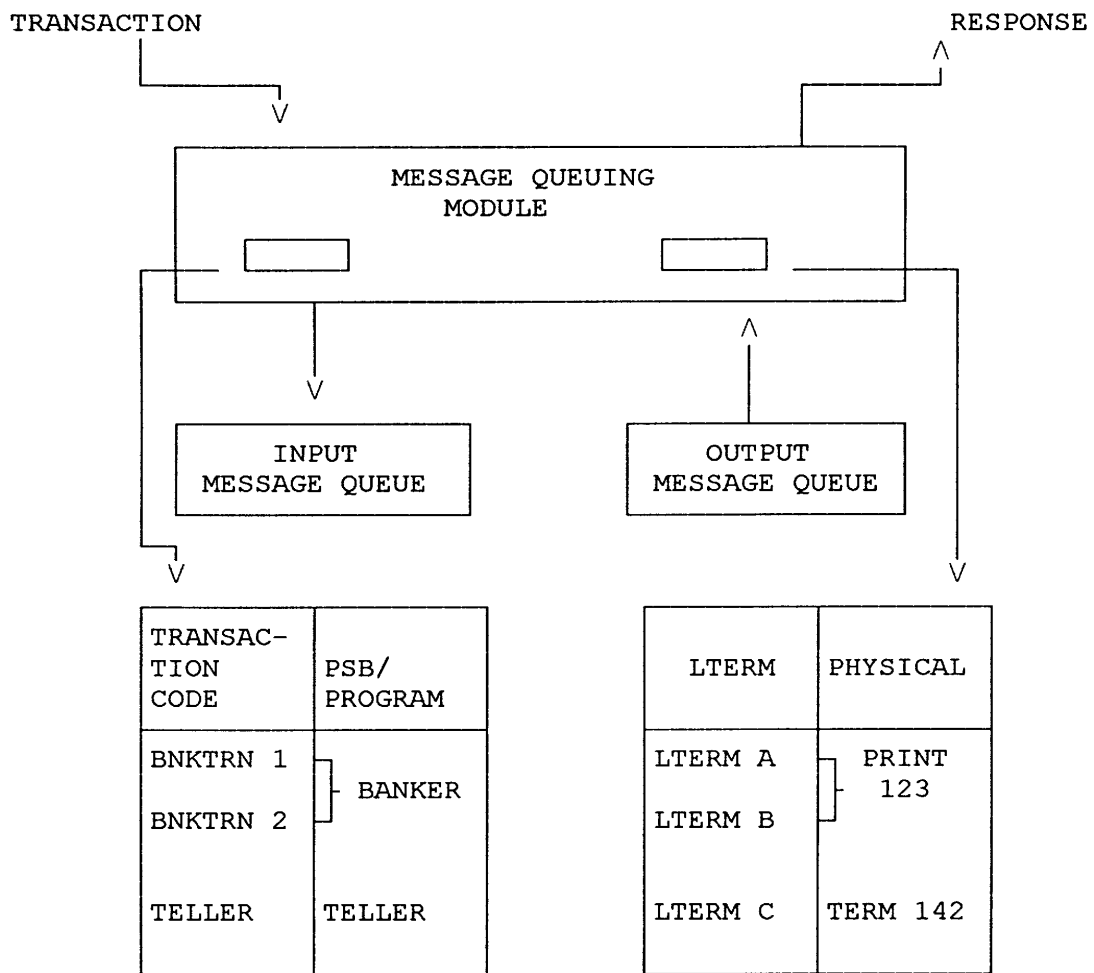 TRANSACTION
RESPONSE
MESSAGE QUEUING
MODULE
INPUT
MESSAGE QUEUE
OUTPUT
MESSAGE QUEUE
TRANSAC-
TION
CODE
PSB/
PROGRAM
BNKTRN 1
BNKTRN 2
BANKER
TELLER
TELLER
LTERM
PHYSICAL
LTERM A
LTERM B
PRINT
123
LTERM C
TERM 142